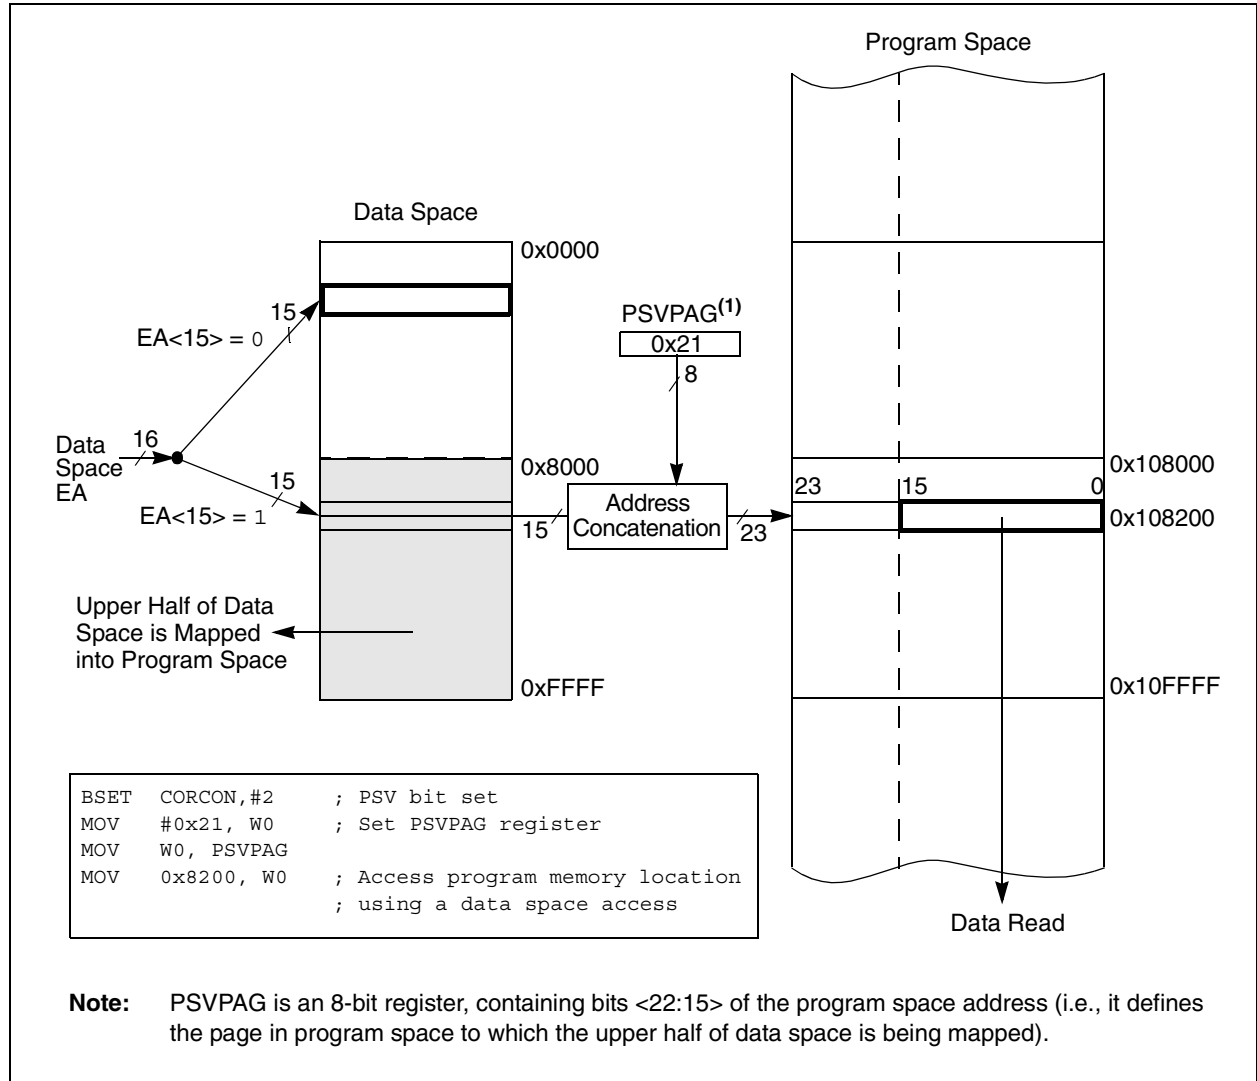 Program Space
Data Space
0x0000
15
EA<15> = 0
PSVPAG(1)
0x21
8
Data
Space
EA
16
0x8000
15
EA<15> = 1
15
Address
Concatenation
23
0x108000
23 15 0
0x108200
Upper Half of Data
Space is Mapped
into Program Space
0xFFFF
0x10FFFF
BSET CORCON,#2 ; PSV bit set
MOV #0x21, W0 ; Set PSVPAG register
MOV W0, PSVPAG
MOV 0x8200, W0 ; Access program memory location
; using a data space access
Data Read
Note: PSVPAG is an 8-bit register, containing bits <22:15> of the program space address (i.e., it defines
the page in program space to which the upper half of data space is being mapped).